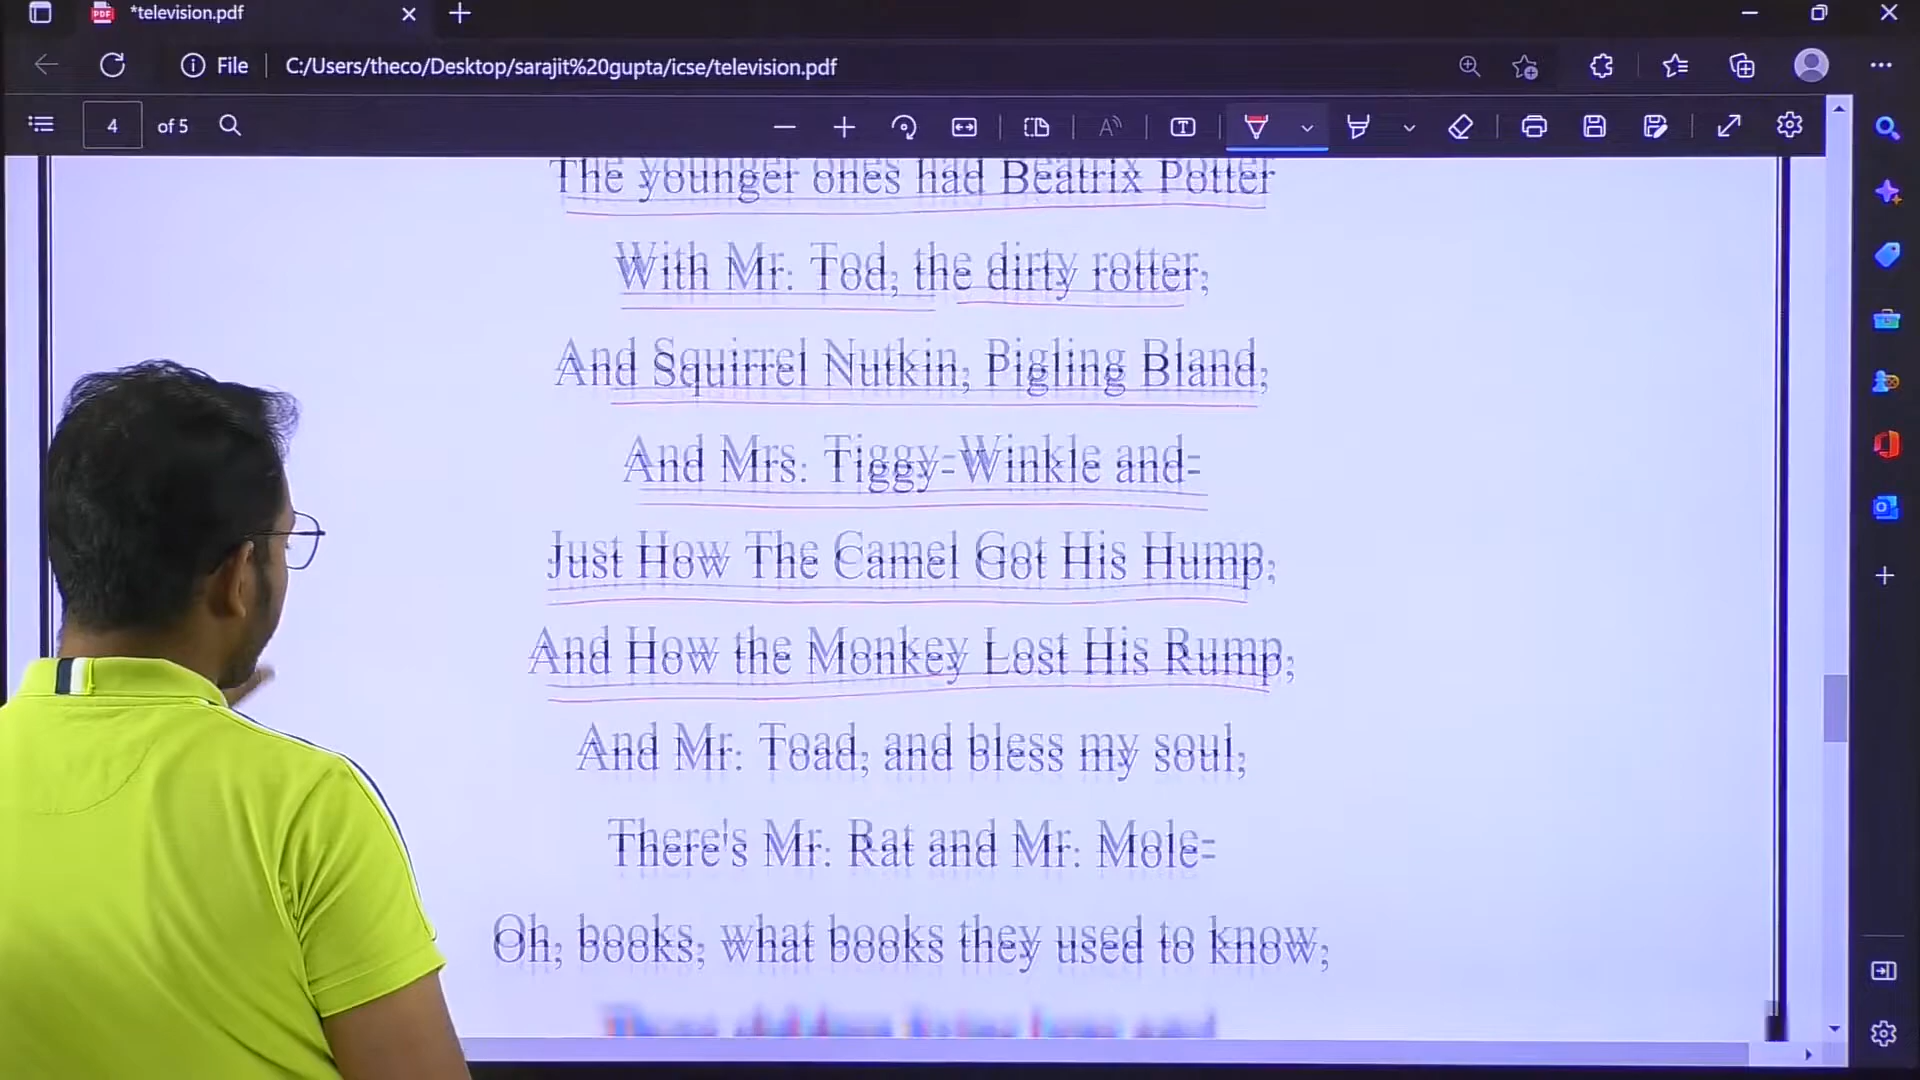 *television.pdf
File
C:/Users/theco/Desktop/sarajit%20gupta/icse/television.pdf
4 of 5
The younger ones had Beatrix Potter
With Mr. Tod, the dirty rotter,
And Squirrel Nutkin, Pigling Bland,
And Mrs. Tiggy-Winkle and-
Just How The Camel Got His Hump,
And How the Monkey Lost His Rump,
And Mr. Toad, and bless my soul,
There's Mr. Rat and Mr. Mole-
Oh, books, what books they used to know,